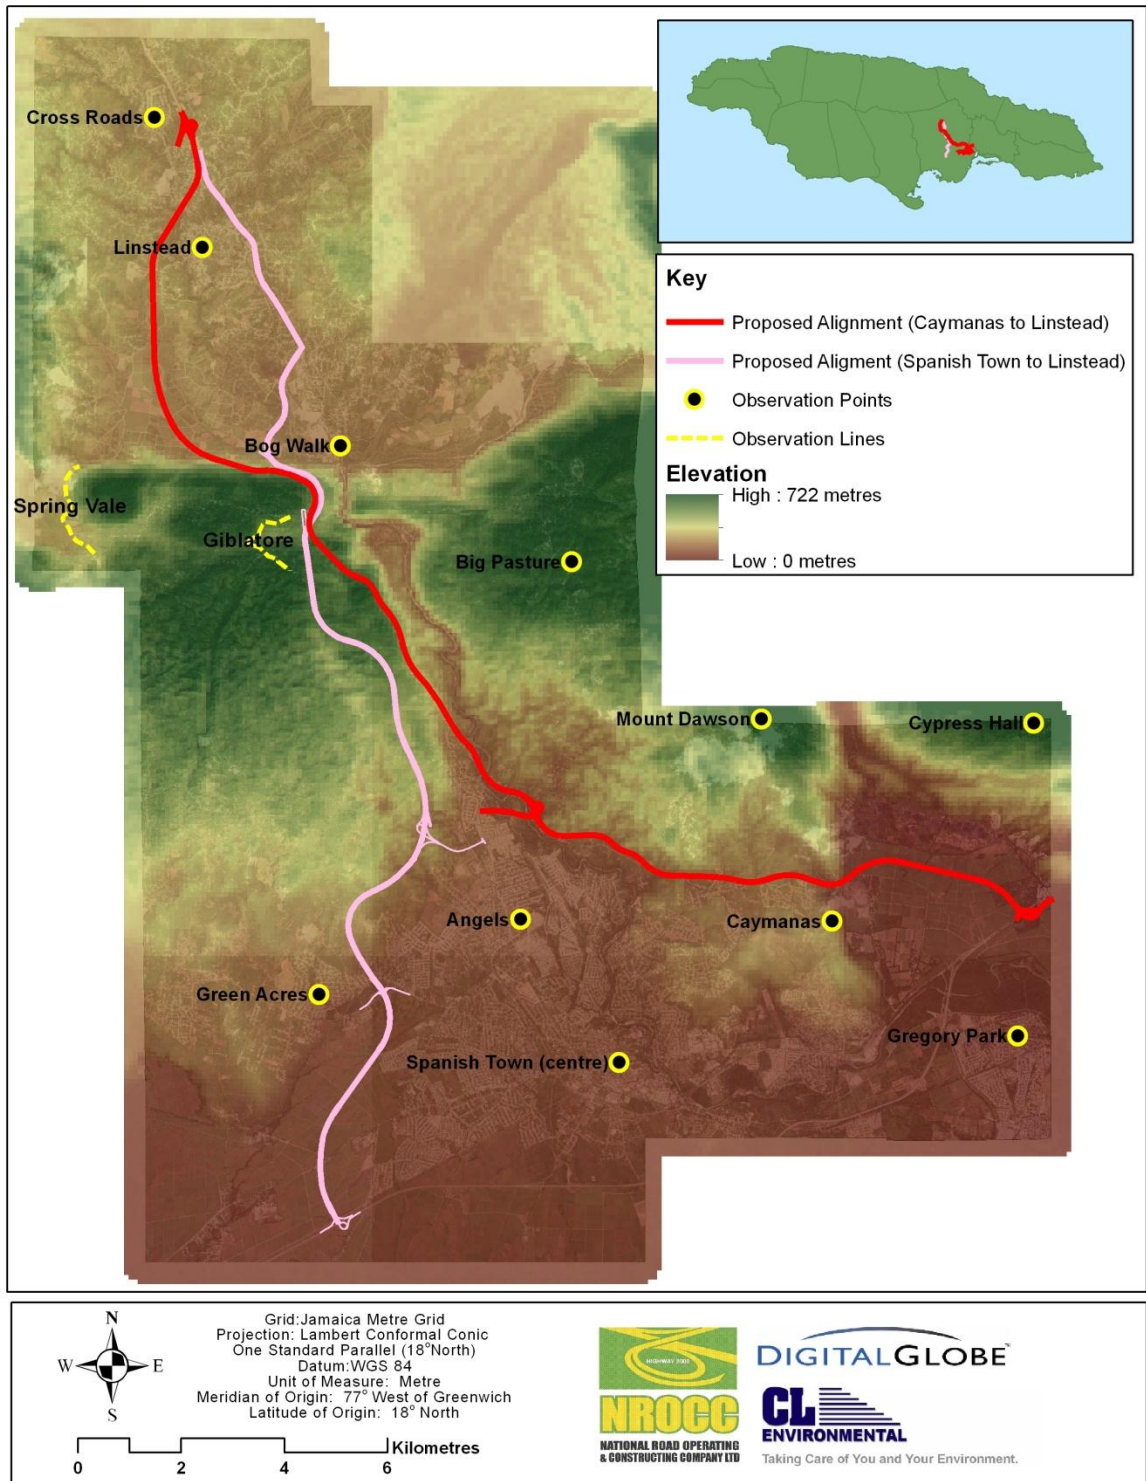 Cross Roads
Linstead
Bog Walk
Spring Vale
Giblatore
Big Pasture
Mount Dawson
Cypress Hall
Angels
Caymanas
Green Acres
Gregory Park
Spanish Town (centre)
Key
Proposed Alignment (Caymanas to Linstead)
Proposed Aligment (Spanish Town to Linstead)
Observation Points
Observation Lines
Elevation
High : 722 metres
Low : 0 metres
N
W E
S
Grid:Jamaica Metre Grid
Projection: Lambert Conformal Conic
One Standard Parallel (18°North)
Datum:WGS 84
Unit of Measure: Metre
Meridian of Origin: 77° West of Greenwich
Latitude of Origin: 18° North
Kilometres
0 2 4 6
HIGHWAY 2000
NROCC
NATIONAL ROAD OPERATING
& CONSTRUCTING COMPANY LTD
DIGITALGLOBE™
CL
ENVIRONMENTAL
Taking Care of You and Your Environment.